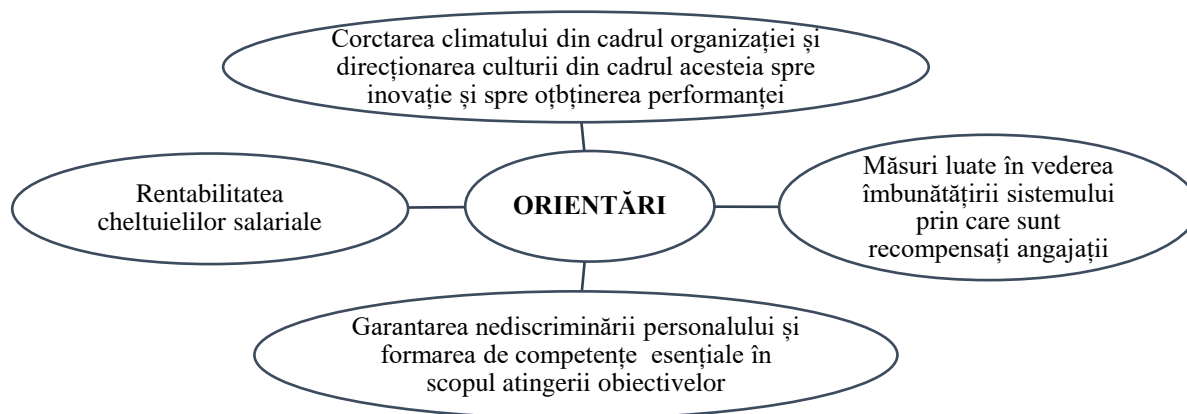 Corctarea climatului din cadrul organizației și
direcționarea culturii din cadrul acesteia spre
inovație și spre oțbținerea performanței
Rentabilitatea
cheltuielilor salariale
ORIENTĂRI
Măsuri luate în vederea
îmbunătățirii sistemului
prin care sunt
recompensați angajații
Garantarea nediscriminării personalului și
formarea de competențe  esențiale în
scopul atingerii obiectivelor